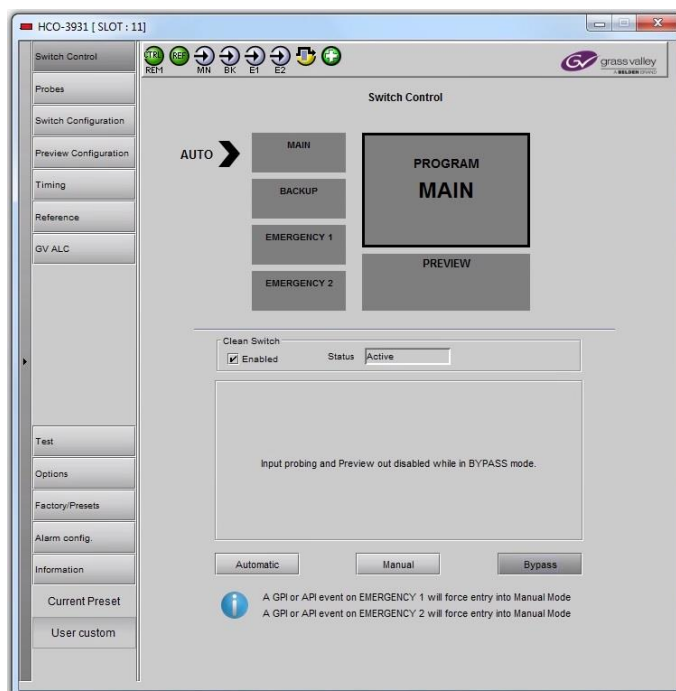 HCO-3931 [ SLOT : 11]
Switch Control
Probes
Switch Configuration
Preview Configuration
Timing
Reference
GV ALC
Test
Options
Factory/Presets
Alarm config.
Information
Current Preset
User custom
CTRL REF
REM MN BK E1 E2
grass valley
A BELDEN BRAND
Switch Control
AUTO
MAIN
BACKUP
EMERGENCY 1
EMERGENCY 2
PROGRAM
MAIN
PREVIEW
Clean Switch
Enabled Status Active
Input probing and Preview out disabled while in BYPASS mode.
Automatic Manual Bypass
A GPI or API event on EMERGENCY 1 will force entry into Manual Mode
A GPI or API event on EMERGENCY 2 will force entry into Manual Mode